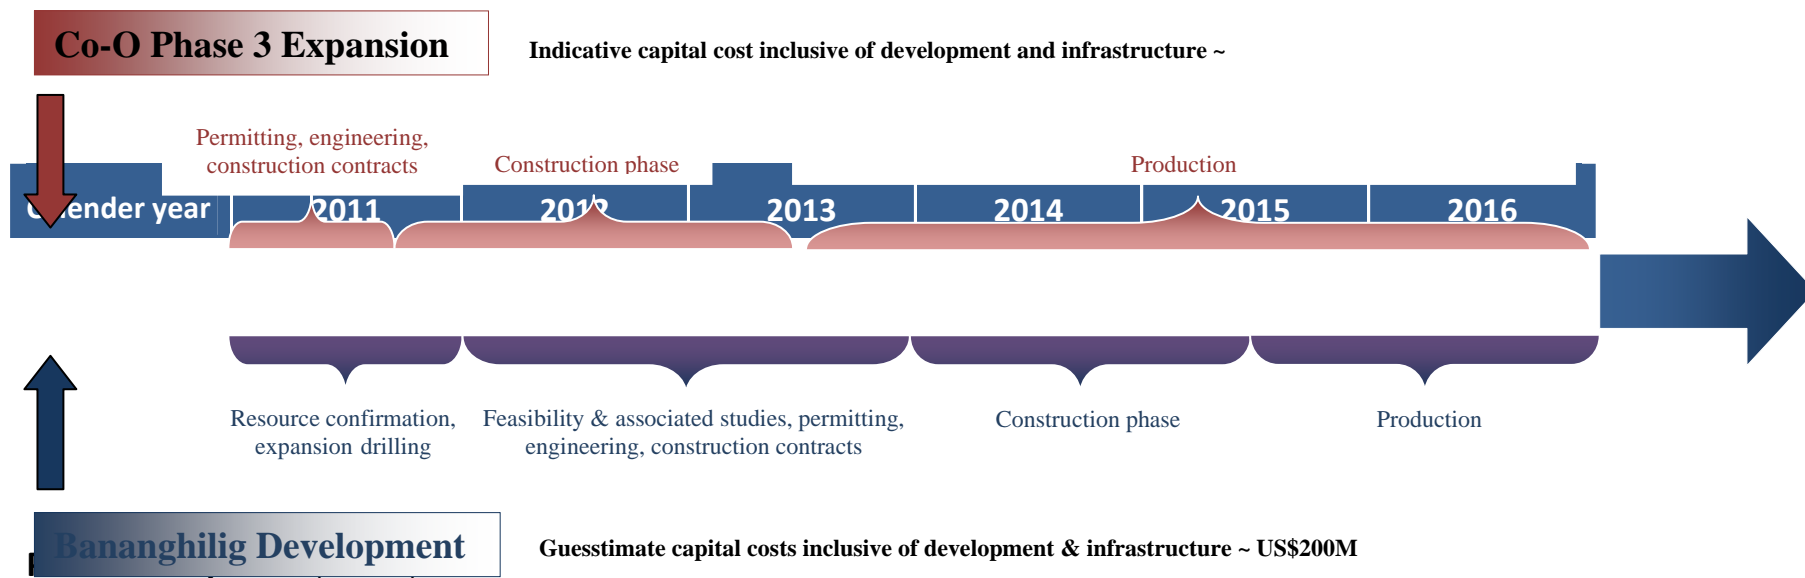 Co-O Phase 3 Expansion
Indicative capital cost inclusive of development and infrastructure ~
Permitting, engineering,
construction contracts
Construction phase
Production
Calender year 2011 2012 2013 2014 2015 2016
Resource confirmation,
expansion drilling
Feasibility & associated studies, permitting,
engineering, construction contracts
Construction phase
Production
Bananghilig Development
Guesstimate capital costs inclusive of development & infrastructure ~ US$200M